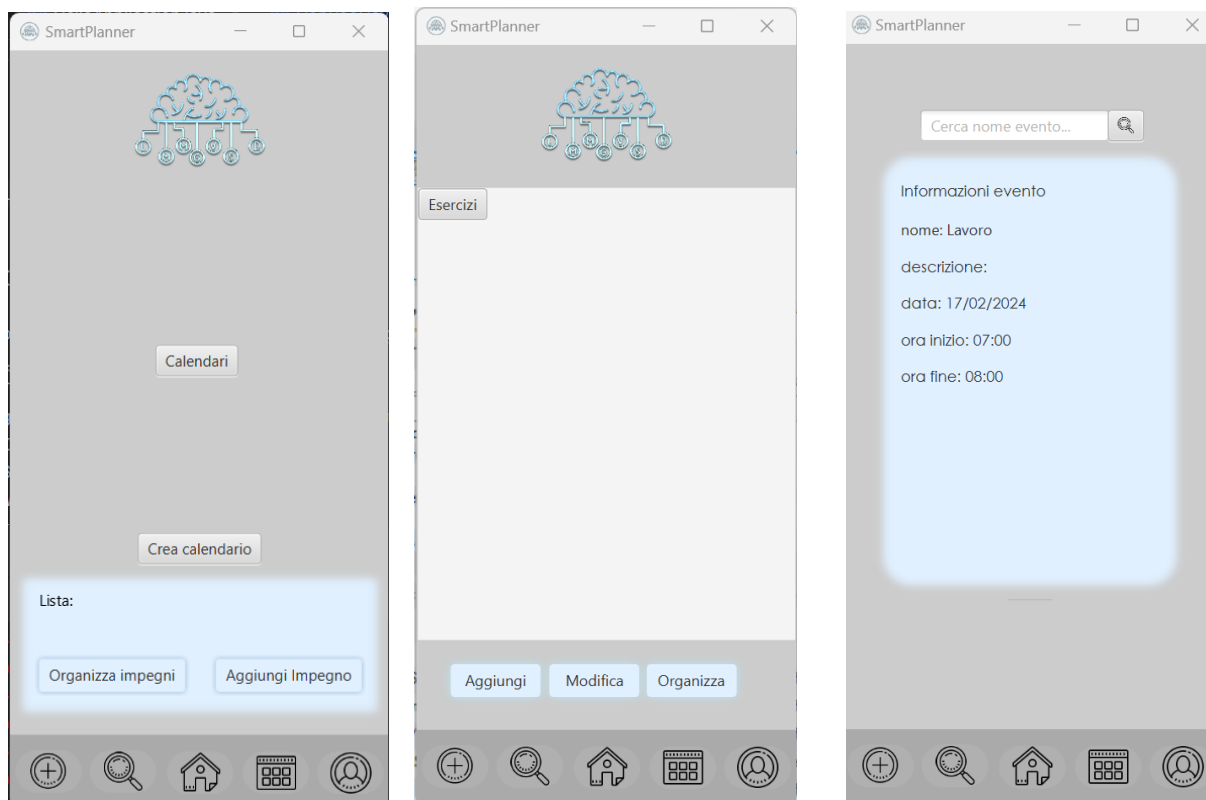 SmartPlanner
Calendari
Crea calendario
Lista:
Organizza impegni
Aggiungi Impegno
SmartPlanner
Esercizi
Aggiungi
Modifica
Organizza
SmartPlanner
Cerca nome evento...
Informazioni evento
nome: Lavoro
descrizione:
data: 17/02/2024
ora inizio: 07:00
ora fine: 08:00